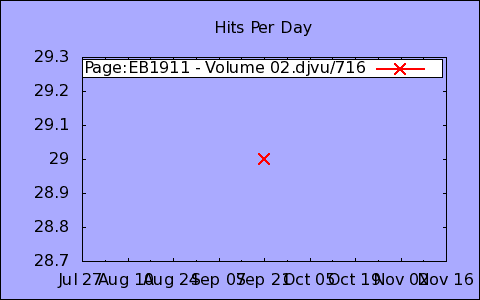 Hits Per Day
29.3
Page:EB1911 - Volume 02.djvu/716
29.2
29.1
29
28.9
28.8
28.7
Jul 27 Aug 10 Aug 24 Sep 07 Sep 21 Oct 05 Oct 19 Nov 02 Nov 16